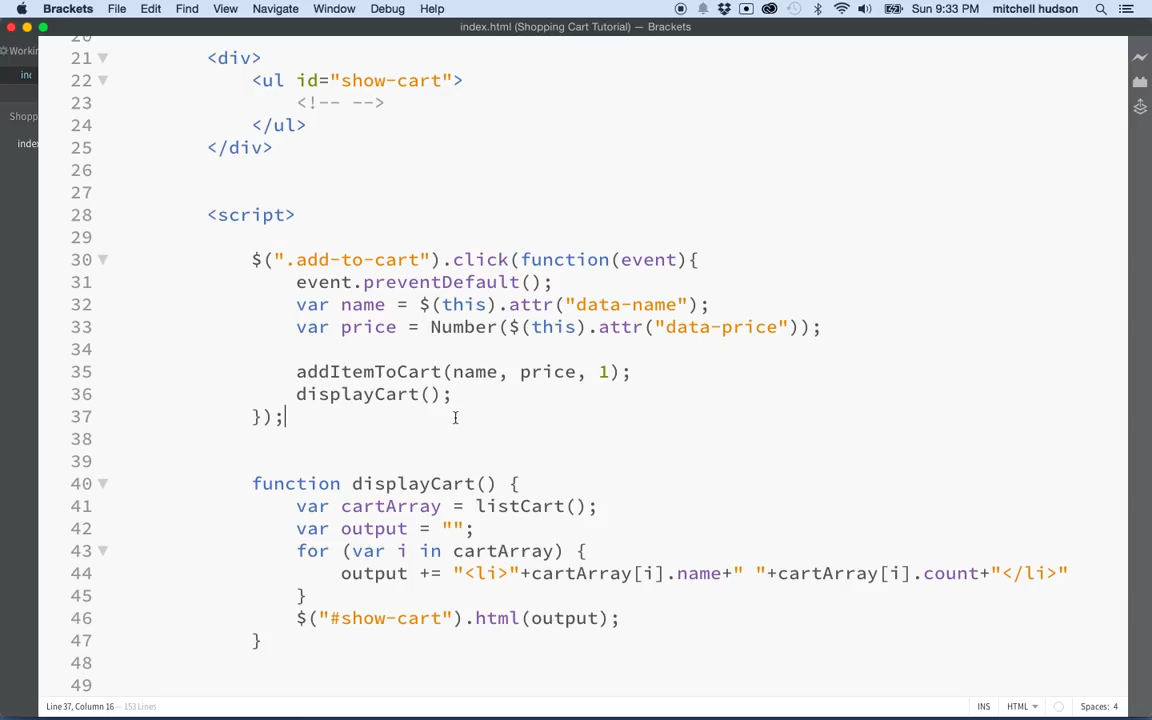 Brackets File Edit View Navigate Window Debug Help Sun 9:33 PM mitchell hudson
index.html (Shopping Cart Tutorial) — Brackets
20
21 <div>
22 <ul id="show-cart">
23 <!-- -->
24 </ul>
25 </div>
26
27
28 <script>
29
30 $(".add-to-cart").click(function(event){
31 event.preventDefault();
32 var name = $(this).attr("data-name");
33 var price = Number($(this).attr("data-price"));
34
35 addItemToCart(name, price, 1);
36 displayCart();
37 });
38
39
40 function displayCart() {
41 var cartArray = listCart();
42 var output = "";
43 for (var i in cartArray) {
44 output += "<li>"+cartArray[i].name+" "+cartArray[i].count+"</li>"
45 }
46 $("#show-cart").html(output);
47 }
48
49
Workin
ind
Shopp
index
Line 37, Column 16 — 153 Lines INS HTML Spaces: 4